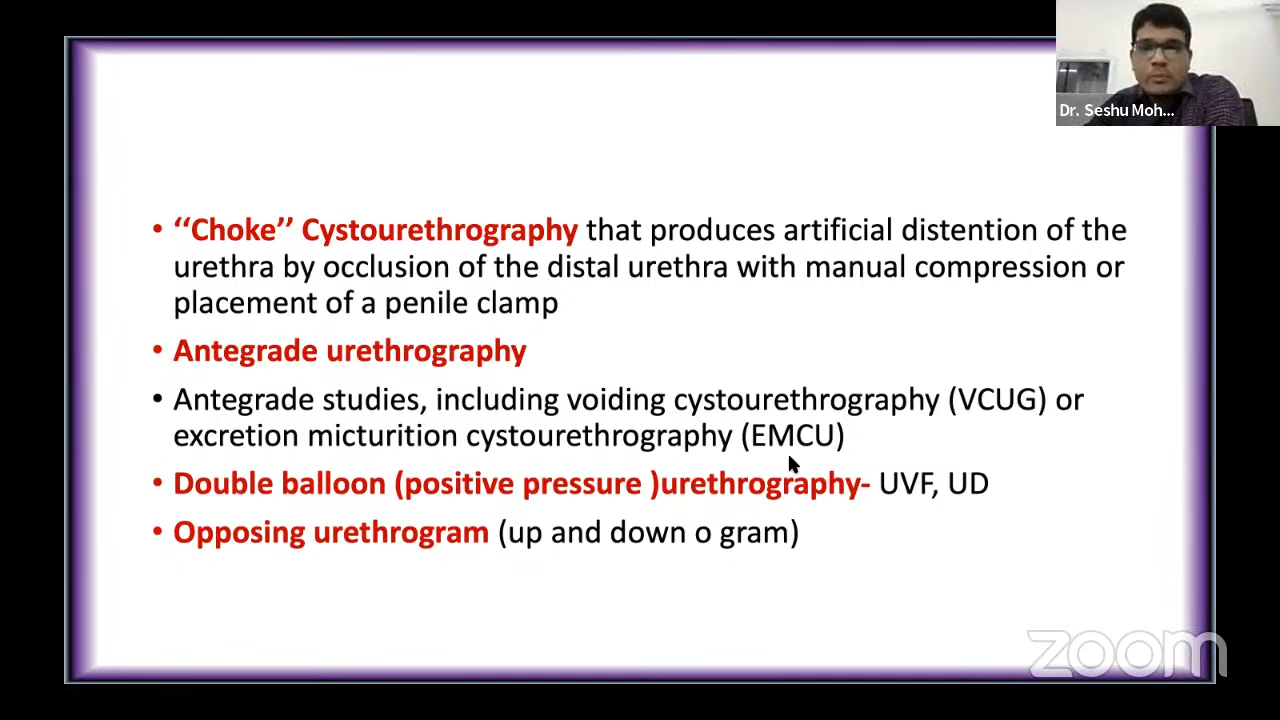 Dr. Seshu Moh...
• ‘‘Choke’’ Cystourethrography that produces artificial distention of the
urethra by occlusion of the distal urethra with manual compression or
placement of a penile clamp
• Antegrade urethrography
• Antegrade studies, including voiding cystourethrography (VCUG) or
excretion micturition cystourethrography (EMCU)
• Double balloon (positive pressure )urethrography- UVF, UD
• Opposing urethrogram (up and down o gram)
zoom